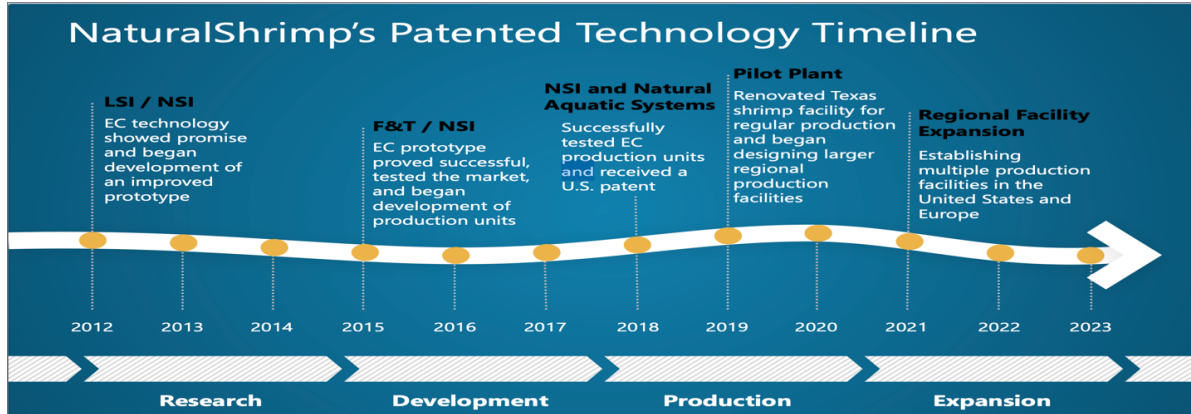 NaturalShrimp's Patented Technology Timeline
LSI / NSI
EC technology
showed promise
and began
development of
an improved
prototype
F&T / NSI
EC prototype
proved successful,
tested the market,
and began
development of
production units
NSI and Natural
Aquatic Systems
Successfully
tested EC
production units
and received a
U.S. patent
Pilot Plant
Renovated Texas
shrimp facility for
regular production
and began
designing larger
regional
production
facilities
Regional Facility
Expansion
Establishing
multiple production
facilities in the
United States and
Europe
2012 2013 2014 2015 2016 2017 2018 2019 2020 2021 2022 2023
Research Development Production Expansion